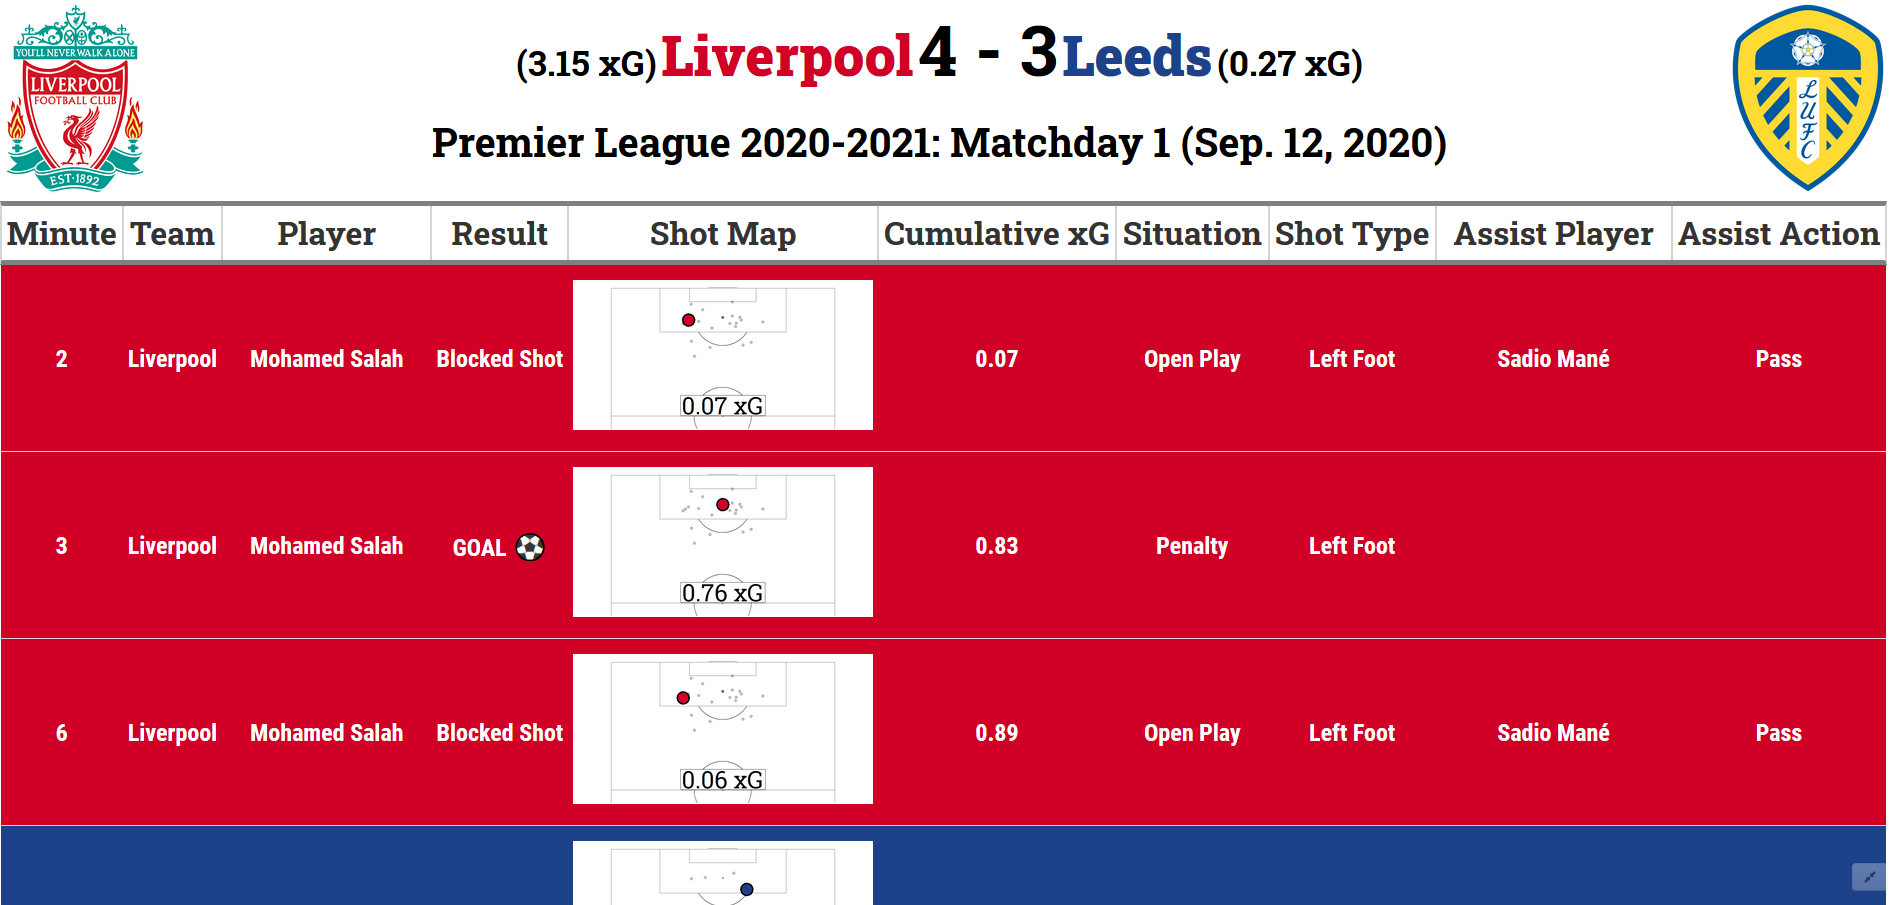 YOU'LL NEVER WALK ALONE
LIVERPOOL
FOOTBALL CLUB
EST·1892
(3.15 xG) Liverpool 4 - 3 Leeds (0.27 xG)
Premier League 2020-2021: Matchday 1 (Sep. 12, 2020)
LUFC
Minute Team Player Result Shot Map Cumulative xG Situation Shot Type Assist Player Assist Action
2 Liverpool Mohamed Salah Blocked Shot 0.07 Open Play Left Foot Sadio Mané Pass
0.07 xG
3 Liverpool Mohamed Salah GOAL 0.83 Penalty Left Foot
0.76 xG
6 Liverpool Mohamed Salah Blocked Shot 0.89 Open Play Left Foot Sadio Mané Pass
0.06 xG